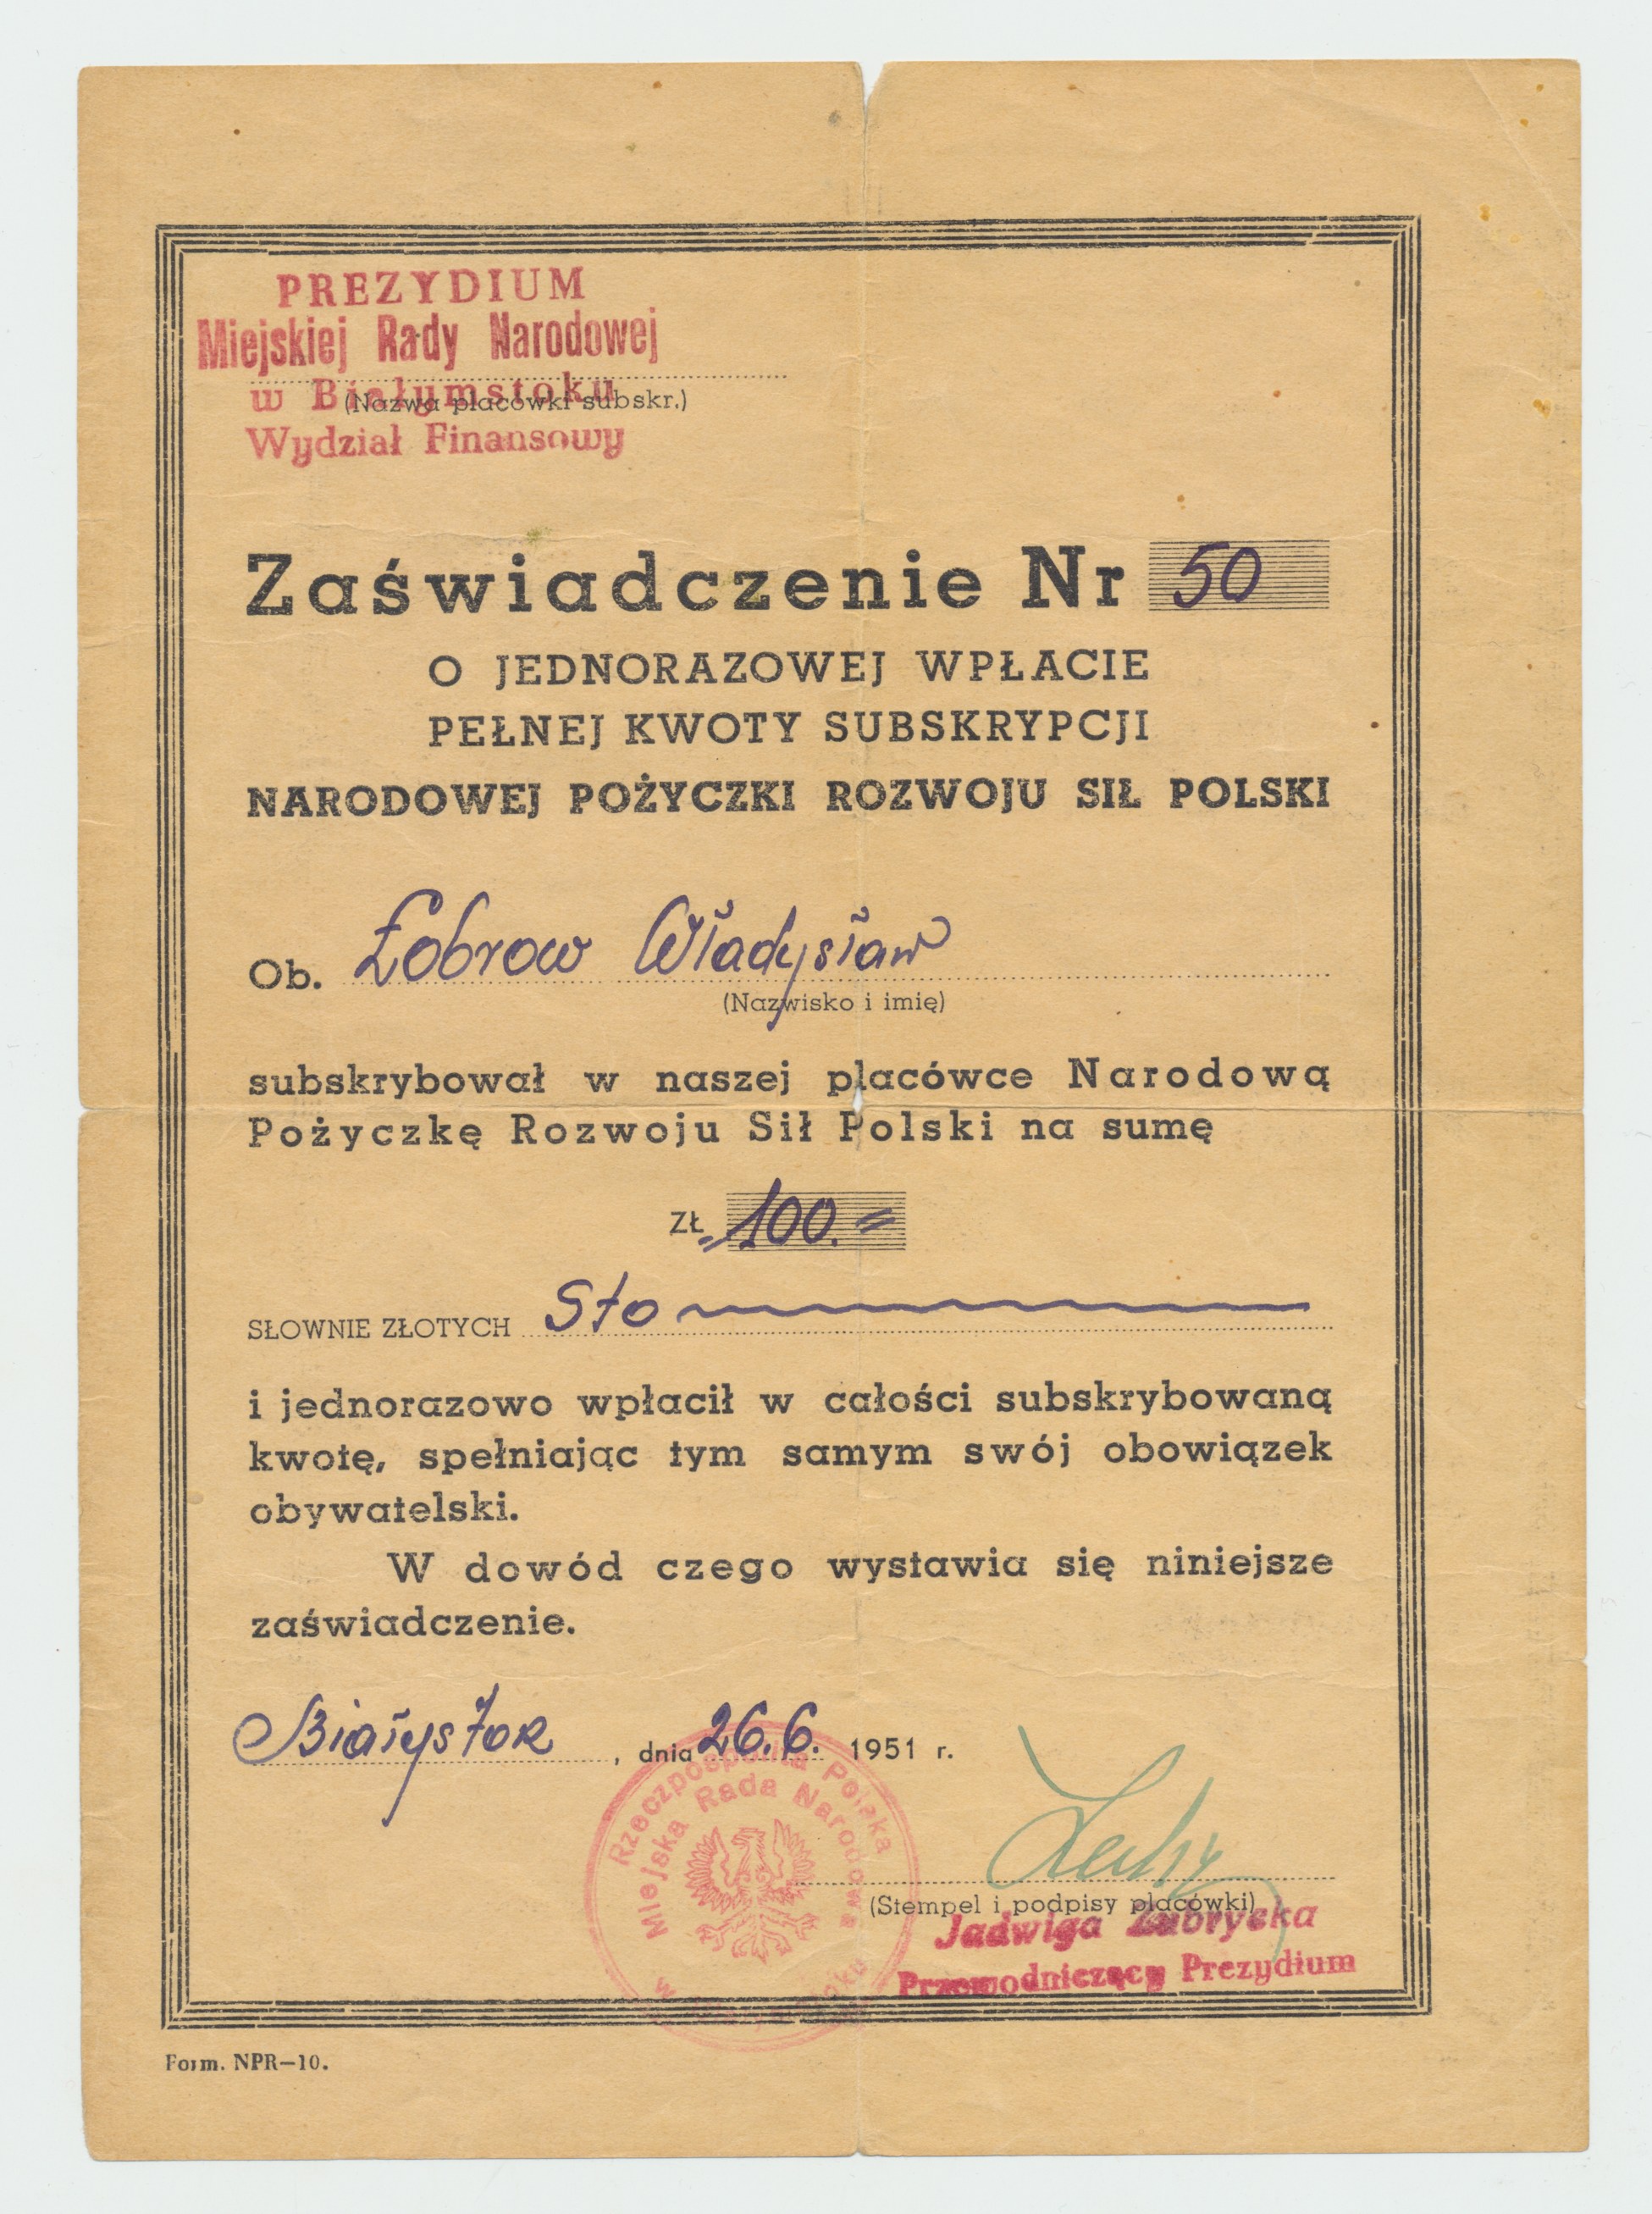 PREZYDIUM
Miejskiej Rady Narodowej
w Białymstoku
(Nazwa placówki subskr.)
Wydział Finansowy
Zaświadczenie Nr 50
O JEDNORAZOWEJ WPŁACIE
PEŁNEJ KWOTY SUBSKRYPCJI
NARODOWEJ POŻYCZKI ROZWOJU SIŁ POLSKI
Ob. Łobrow Władysław
(Nazwisko i imię)
subskrybował w naszej placówce Narodową
Pożyczkę Rozwoju Sił Polski na sumę
ZŁ =100.=
SŁOWNIE ZŁOTYCH Sto
i jednorazowo wpłacił w całości subskrybowaną
kwotę, spełniając tym samym swój obowiązek
obywatelski.
W dowód czego wystawia się niniejsze
zaświadczenie.
Białystok, dnia 26.6. 1951 r.
Rzeczpospolita Polska
Miejska Rada Narodowa
w
(Stempel i podpisy placówki)
Jadwiga Zubrycka
Przewodniczący Prezydium
Form. NPR—10.